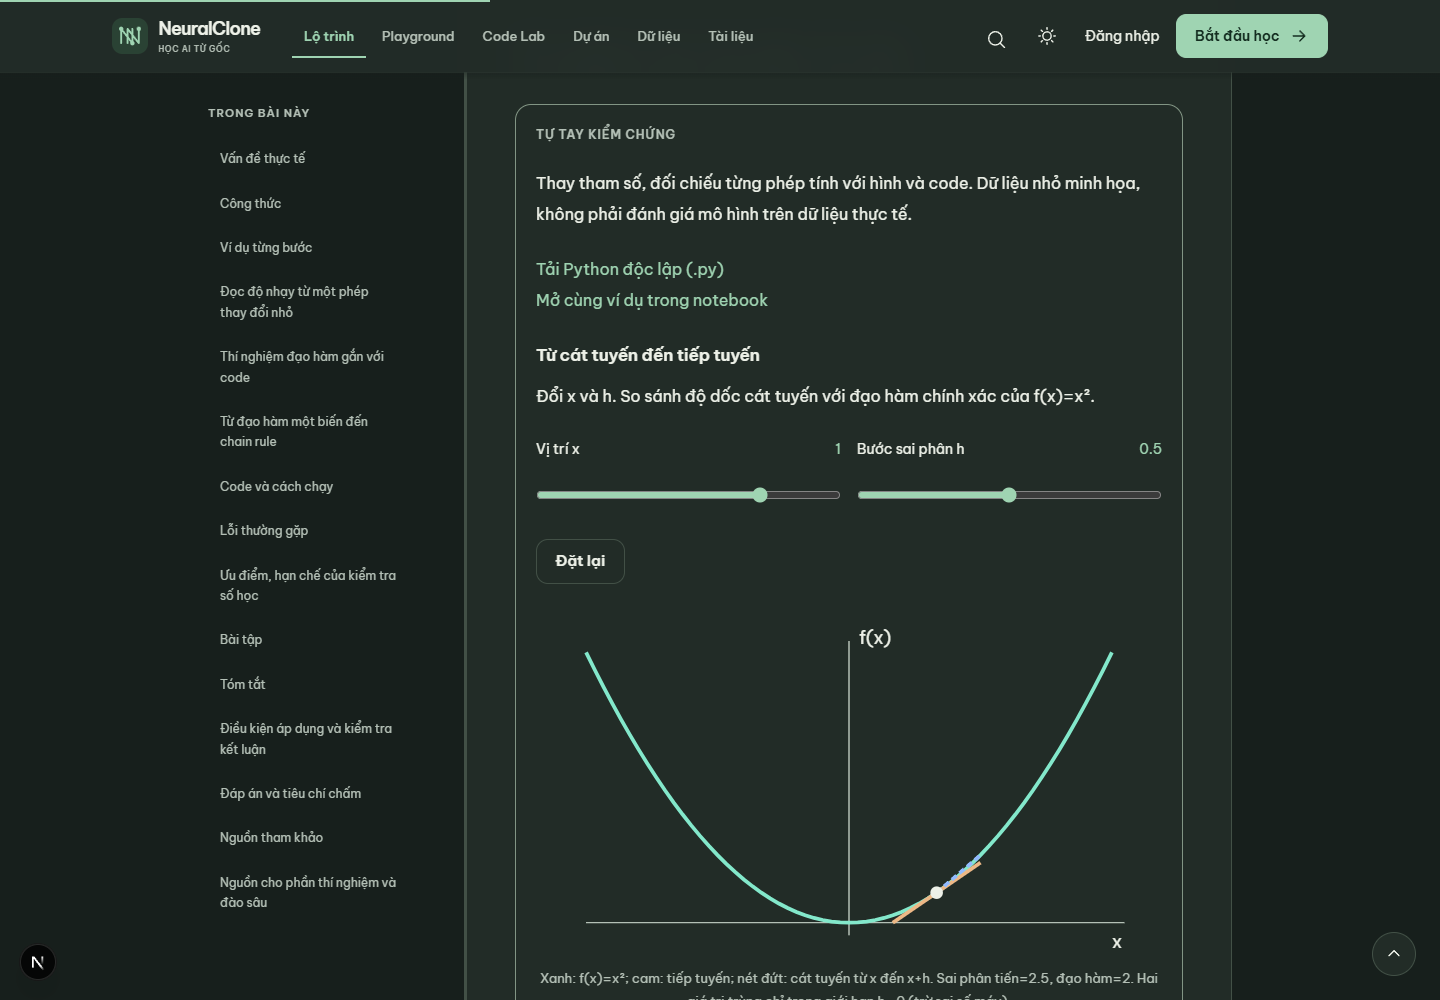 NeuralClone
HỌC AI TỪ GỐC
Lộ trình
Playground
Code Lab
Dự án
Dữ liệu
Tài liệu
Đăng nhập
Bắt đầu học
TRONG BÀI NÀY
Vấn đề thực tế
Công thức
Ví dụ từng bước
Đọc độ nhạy từ một phép
thay đổi nhỏ
Thí nghiệm đạo hàm gắn với
code
Từ đạo hàm một biến đến
chain rule
Code và cách chạy
Lỗi thường gặp
Ưu điểm, hạn chế của kiểm tra
số học
Bài tập
Tóm tắt
Điều kiện áp dụng và kiểm tra
kết luận
Đáp án và tiêu chí chấm
Nguồn tham khảo
Nguồn cho phần thí nghiệm và
đào sâu
TỰ TAY KIỂM CHỨNG
Thay tham số, đối chiếu từng phép tính với hình và code. Dữ liệu nhỏ minh họa,
không phải đánh giá mô hình trên dữ liệu thực tế.
Tải Python độc lập (.py)
Mở cùng ví dụ trong notebook
Từ cát tuyến đến tiếp tuyến
Đổi x và h. So sánh độ dốc cát tuyến với đạo hàm chính xác của f(x)=x².
Vị trí x 1
Bước sai phân h 0.5
Đặt lại
f(x)
x
Xanh: f(x)=x²; cam: tiếp tuyến; nét đứt: cát tuyến từ x đến x+h. Sai phân tiến=2.5, đạo hàm=2. Hai